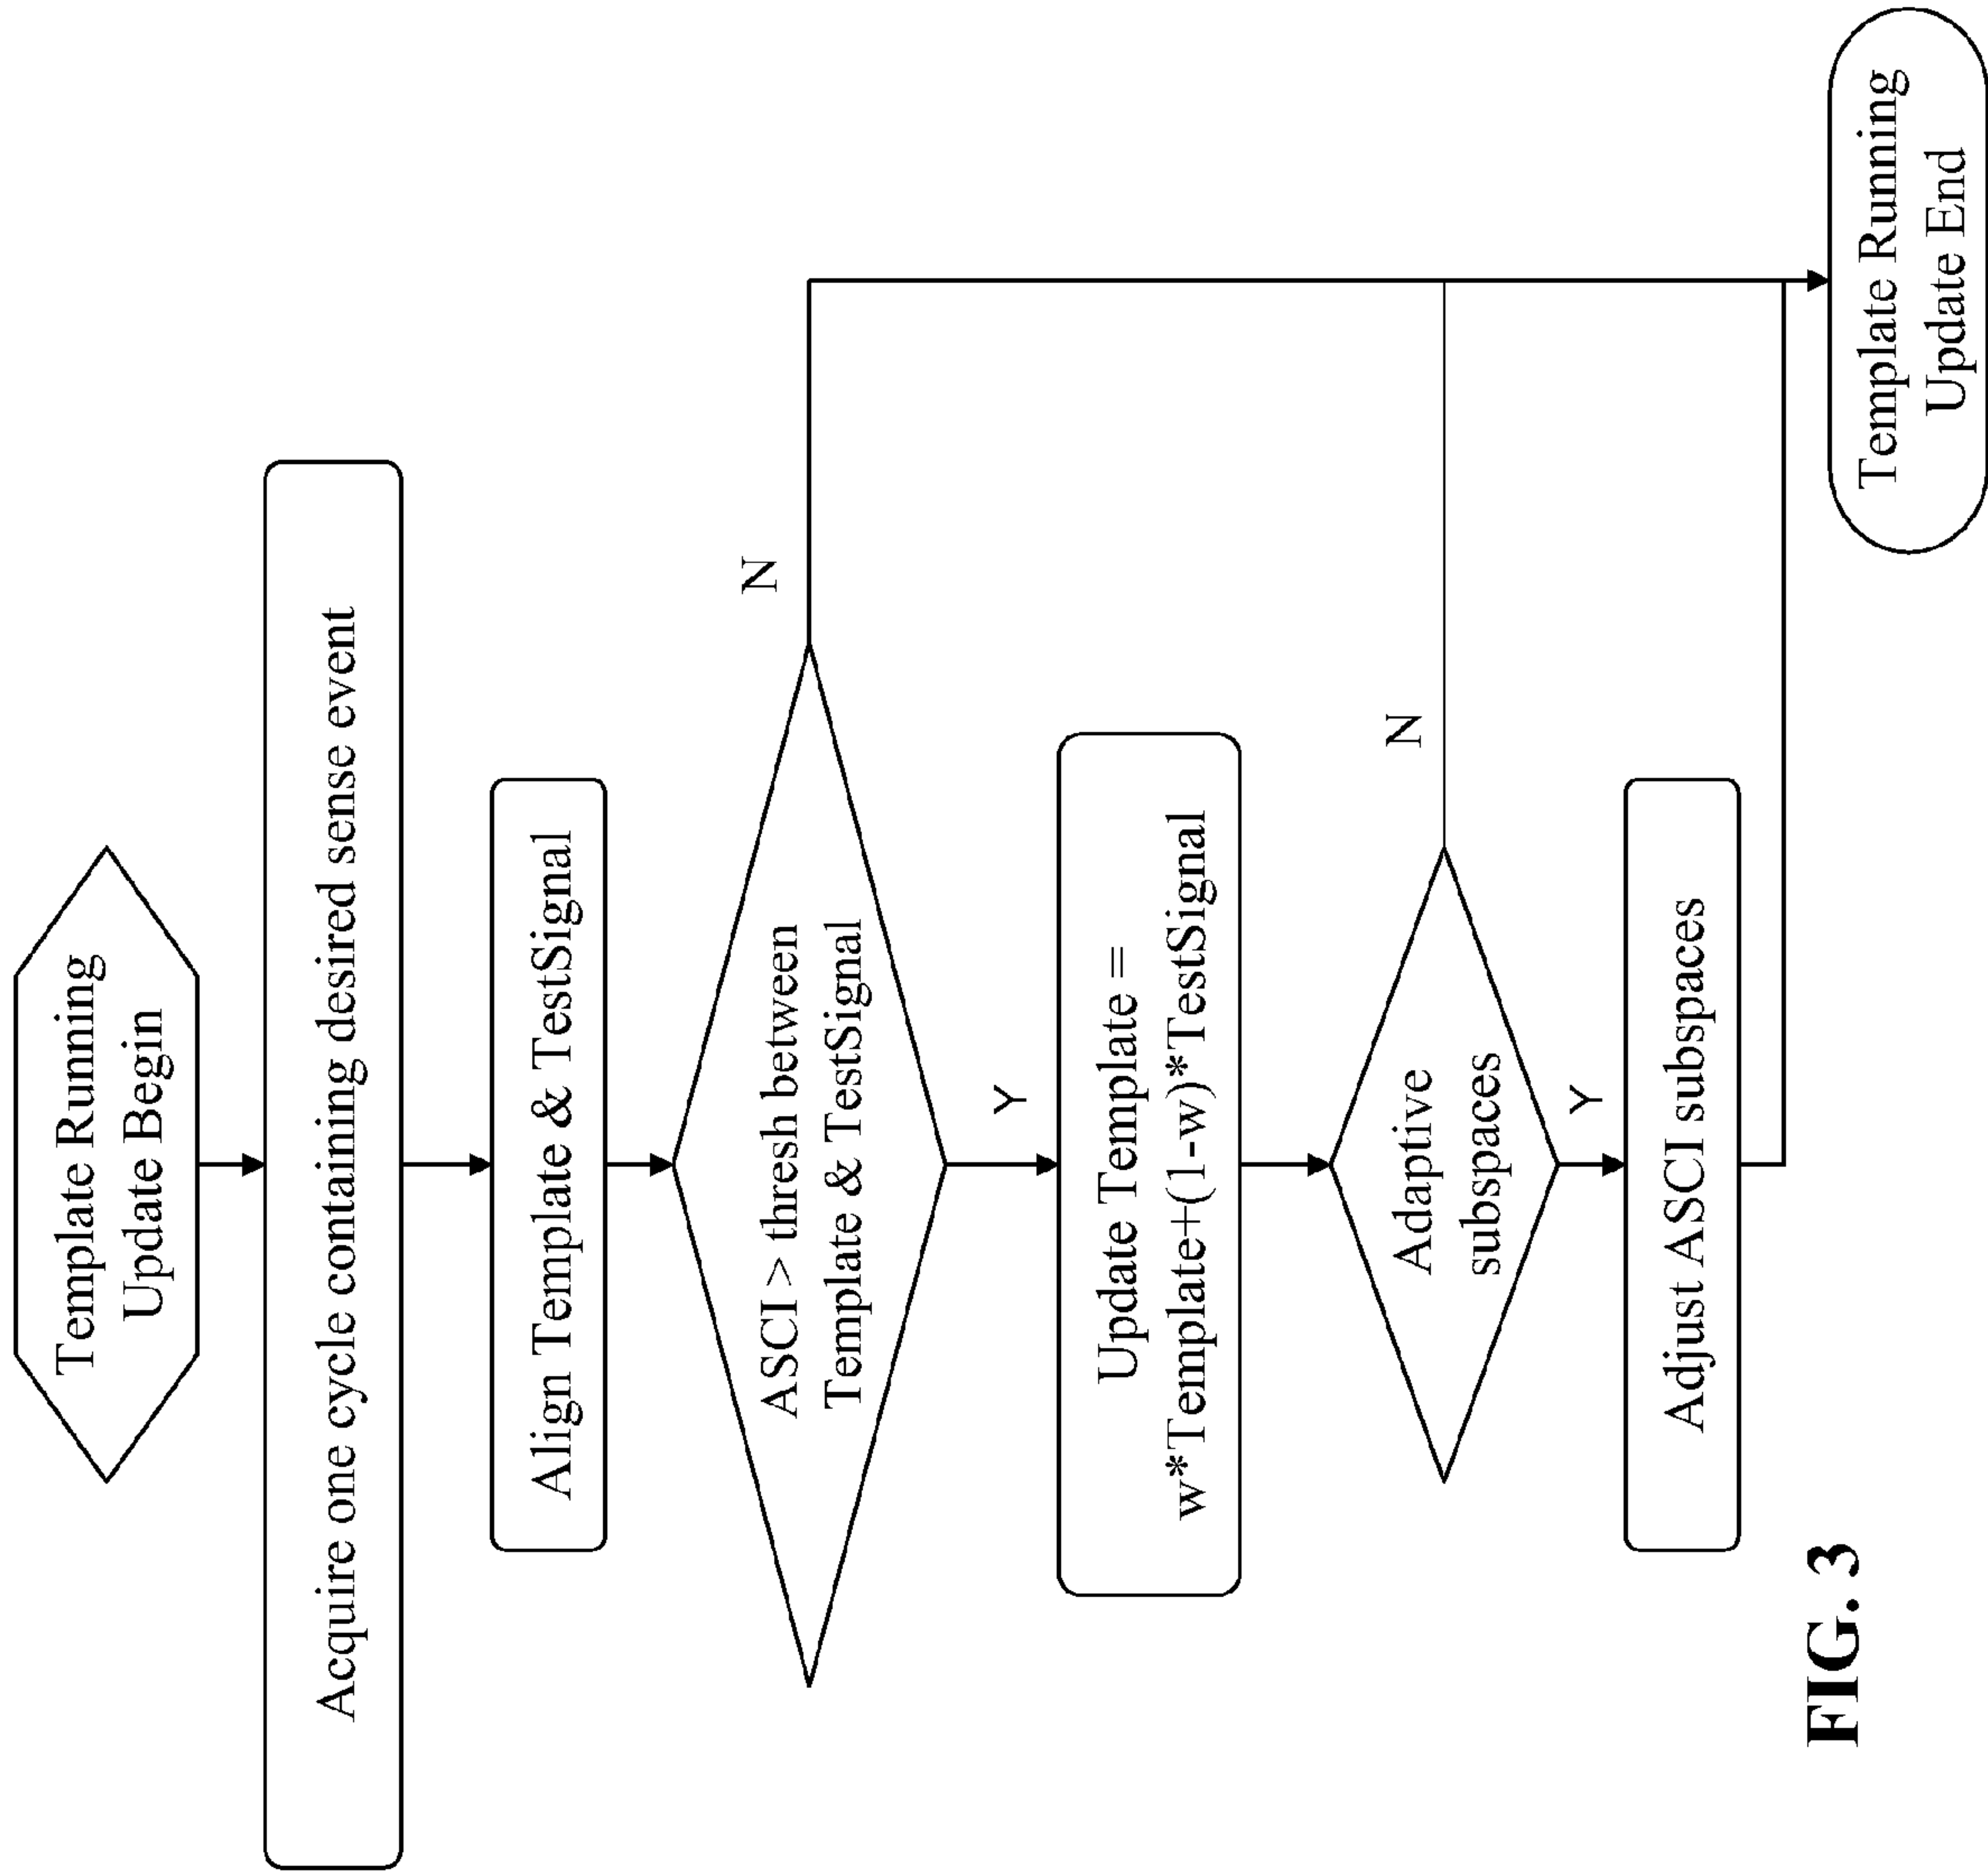 Template Running
Update Begin
Acquire one cycle containing desired sense event
Align Template & TestSignal
ASCI > thresh between
Template & TestSignal
N
Y
Update Template =
w*Template+(1-w)*TestSignal
Adaptive
subspaces
N
Y
Adjust ASCI subspaces
Template Running
Update End
FIG. 3